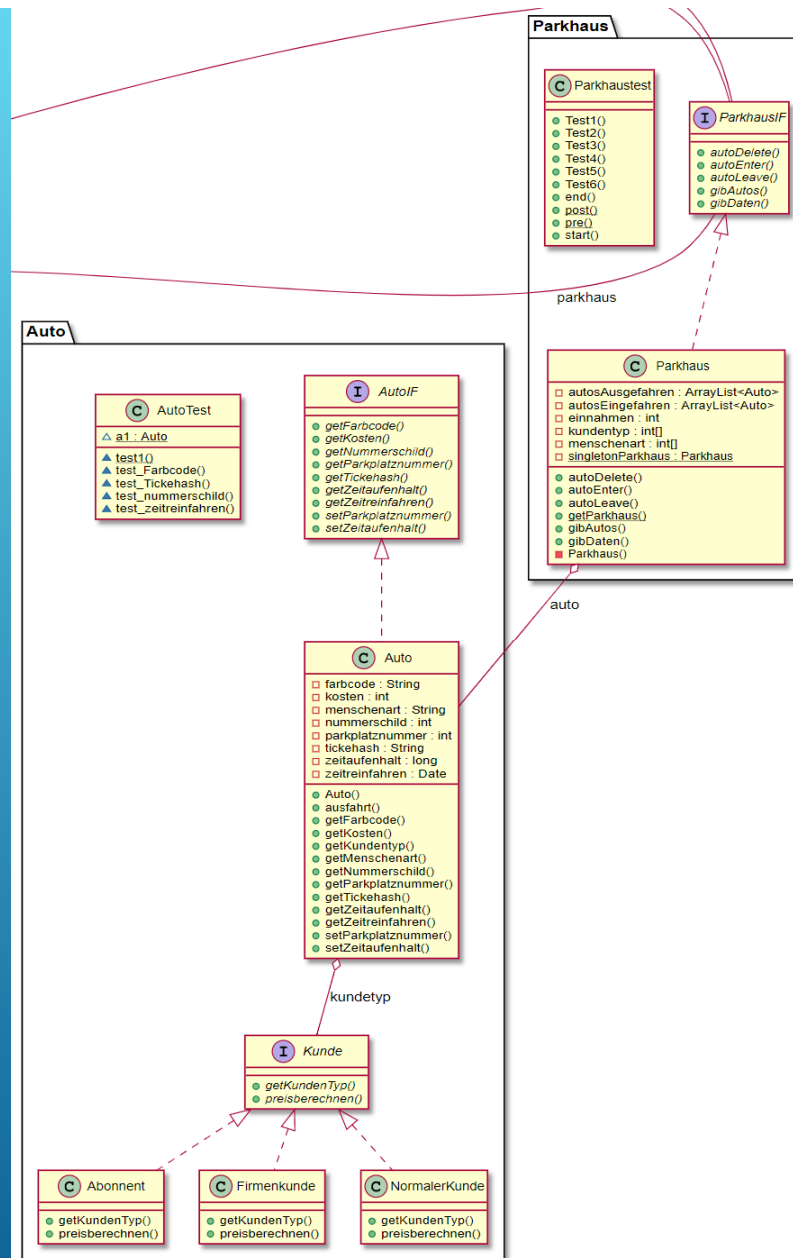 Parkhaus
C Parkhaustest
Test1()
Test2()
Test3()
Test4()
Test5()
Test6()
end()
post()
pre()
start()
I ParkhausIF
autoDelete()
autoEnter()
autoLeave()
gibAutos()
gibDaten()
parkhaus
C Parkhaus
autosAusgefahren : ArrayList<Auto>
autosEingefahren : ArrayList<Auto>
einnahmen : int
kundentyp : int[]
menschenart : int[]
singletonParkhaus : Parkhaus
autoDelete()
autoEnter()
autoLeave()
getParkhaus()
gibAutos()
gibDaten()
Parkhaus()
auto
Auto
C AutoTest
a1 : Auto
test1()
test_Farbcode()
test_Tickehash()
test_nummerschild()
test_zeitreinfahren()
I AutoIF
getFarbcode()
getKosten()
getNummerschild()
getParkplatznummer()
getTickehash()
getZeitaufenhalt()
getZeitreinfahren()
setParkplatznummer()
setZeitaufenhalt()
C Auto
farbcode : String
kosten : int
menschenart : String
nummerschild : int
parkplatznummer : int
tickehash : String
zeitaufenhalt : long
zeitreinfahren : Date
Auto()
ausfahrt()
getFarbcode()
getKosten()
getKundentyp()
getMenschenart()
getNummerschild()
getParkplatznummer()
getTickehash()
getZeitaufenhalt()
getZeitreinfahren()
setParkplatznummer()
setZeitaufenhalt()
kundetyp
I Kunde
getKundenTyp()
preisberechnen()
C Abonnent
getKundenTyp()
preisberechnen()
C Firmenkunde
getKundenTyp()
preisberechnen()
C NormalerKunde
getKundenTyp()
preisberechnen()